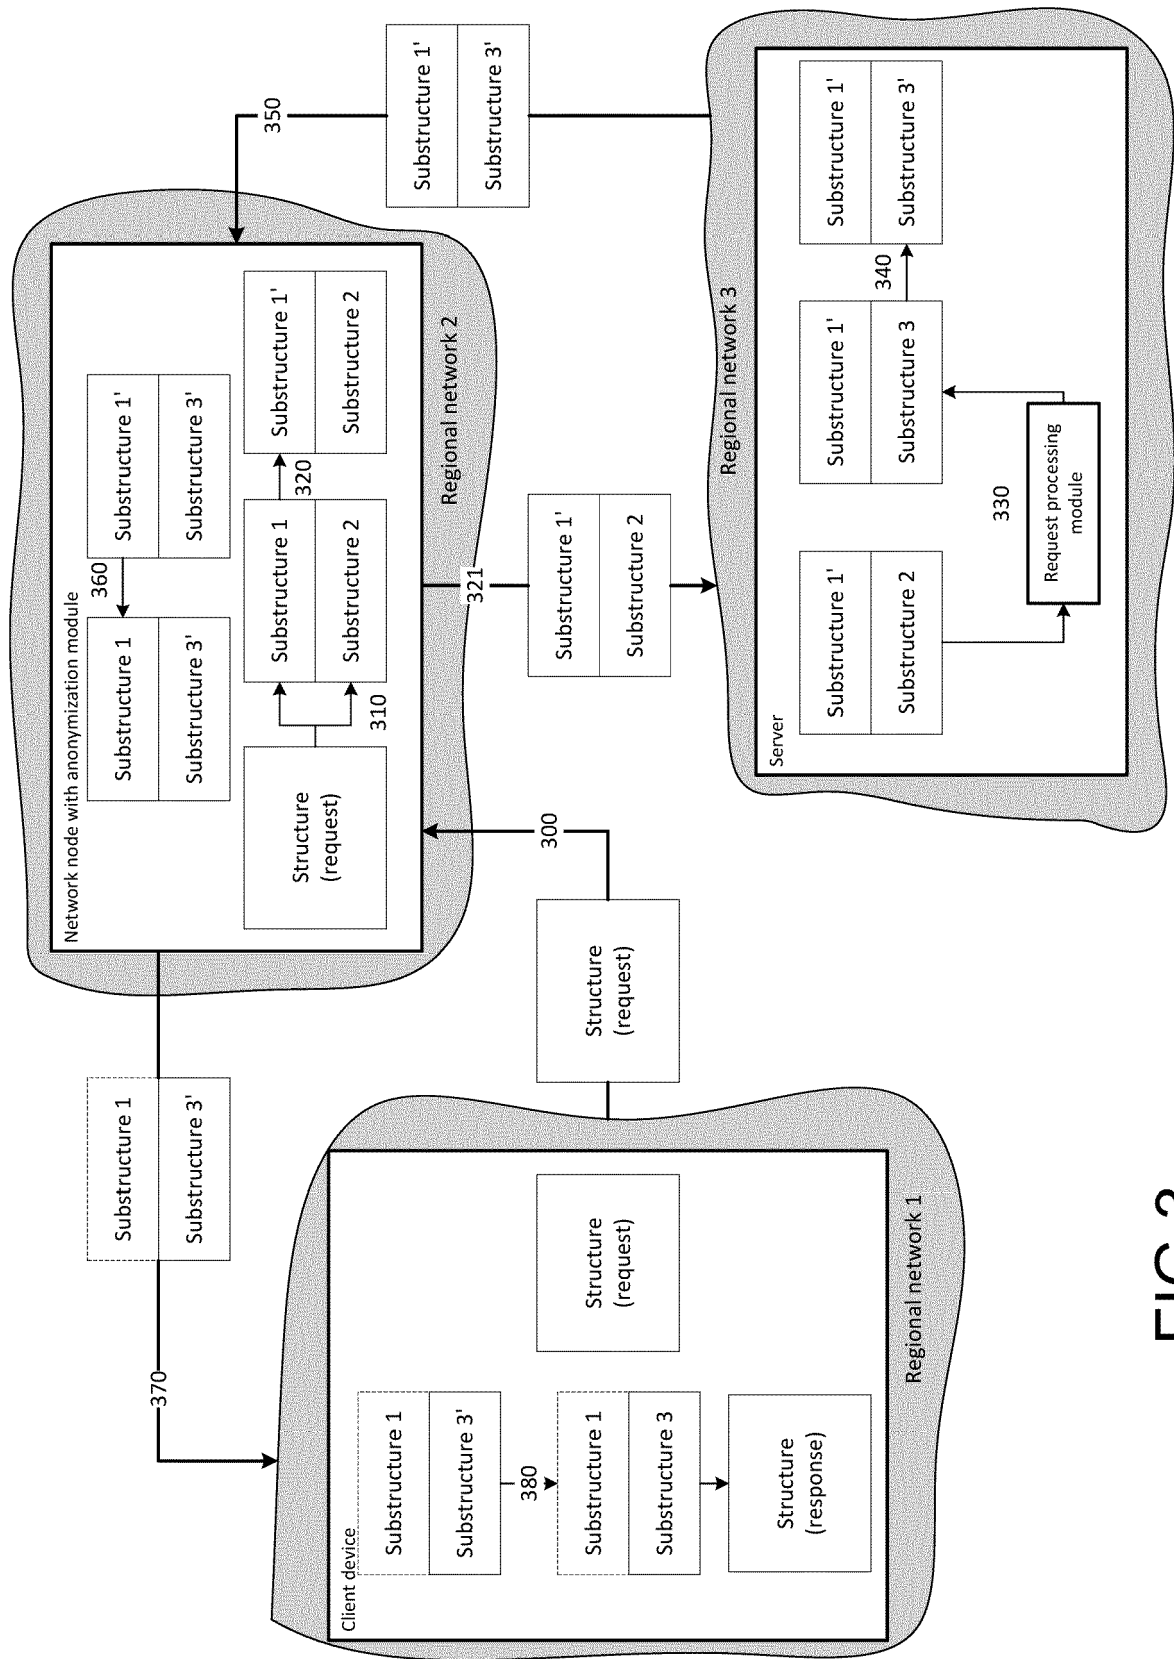 370
Substructure 1
Substructure 3'
Network node with anonymization module
Substructure 1
Substructure 3'
360
Substructure 1'
Substructure 3'
Structure
(request)
310
Substructure 1
Substructure 2
320
Substructure 1'
Substructure 2
Regional network 2
350
Substructure 1'
Substructure 3'
Client device
Substructure 1
Substructure 3'
380
Substructure 1
Substructure 3
Structure
(response)
Structure
(request)
Regional network 1
Structure
(request)
300
321
Substructure 1'
Substructure 2
Regional network 3
Server
Substructure 1'
Substructure 2
330
Request processing
module
Substructure 1'
Substructure 3
340
Substructure 1'
Substructure 3'
FIG